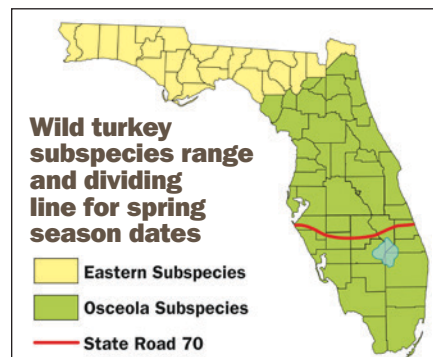 Wild turkey
subspecies range
and dividing
line for spring
season dates
Eastern Subspecies
Osceola Subspecies
State Road 70